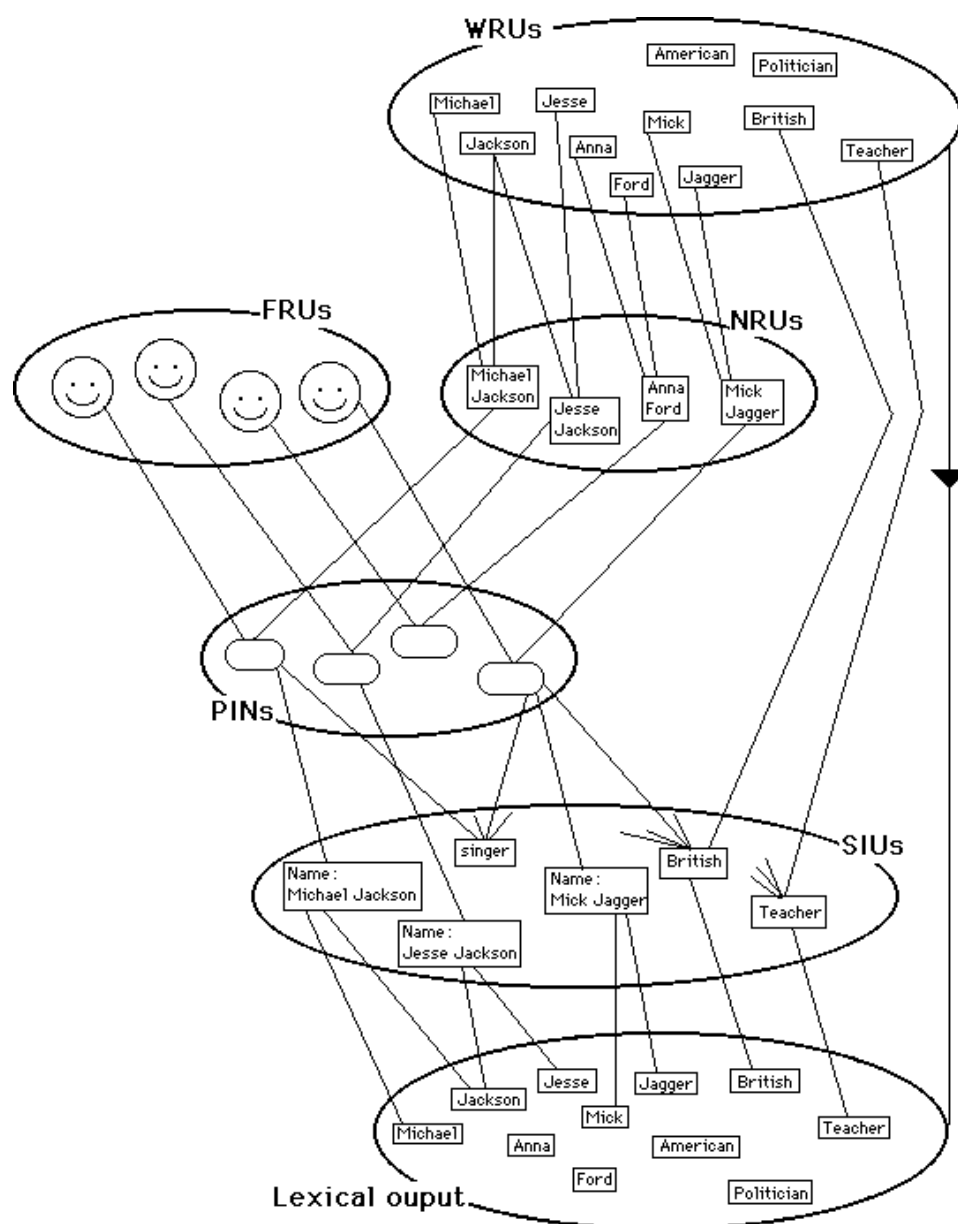 WRUs
American
Politician
Michael
Jesse
Mick
British
Jackson
Anna
Teacher
Ford
Jagger
FRUs
NRUs
Michael
Jackson
Jesse
Jackson
Anna
Ford
Mick
Jagger
PINs
SIUs
singer
British
Name:
Michael Jackson
Name:
Mick Jagger
Teacher
Name:
Jesse Jackson
Jesse
Jagger
British
Jackson
Mick
Michael
Teacher
Anna
American
Ford
Politician
Lexical ouput